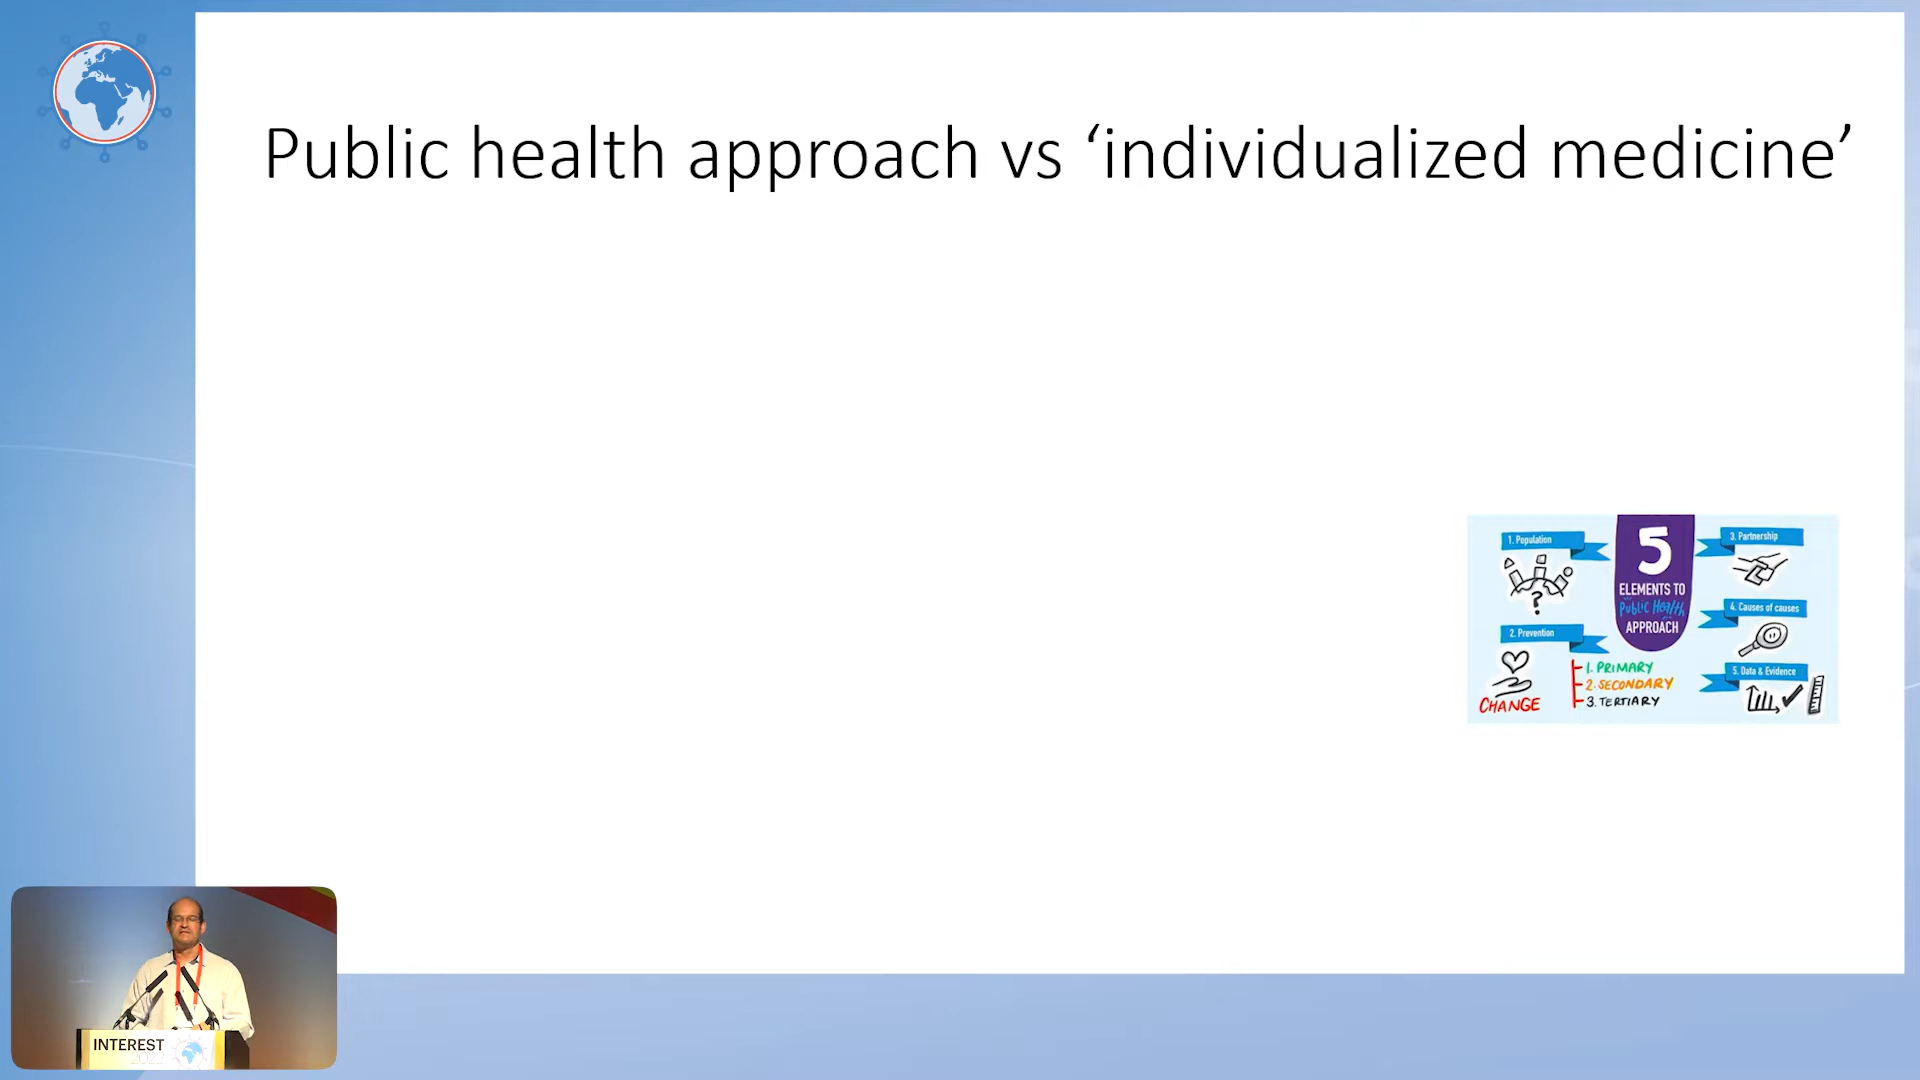 Public health approach vs ‘individualized medicine’
5
ELEMENTS TO
Public Health
APPROACH
1. Population
?
2. Prevention
CHANGE
1. PRIMARY
2. SECONDARY
3. TERTIARY
3. Partnership
4. Causes of causes
5. Data & Evidence
INTEREST